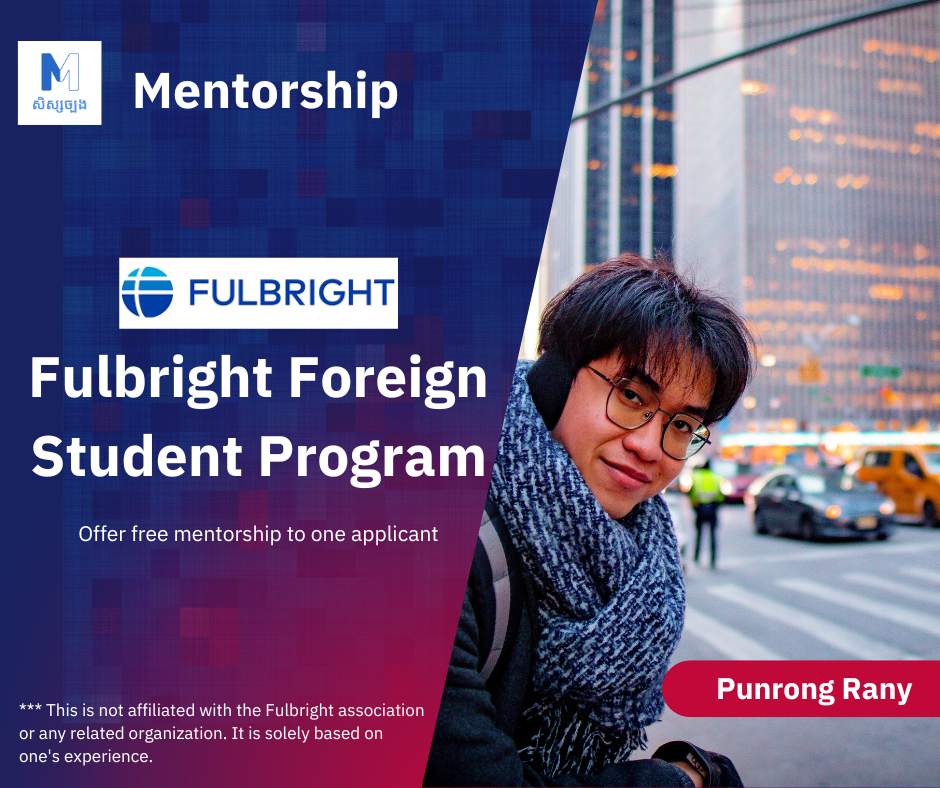 M
សិស្សច្បង
Mentorship
FULBRIGHT
Fulbright Foreign
Student Program
Offer free mentorship to one applicant
*** This is not affiliated with the Fulbright association
or any related organization. It is solely based on
one's experience.
Punrong Rany